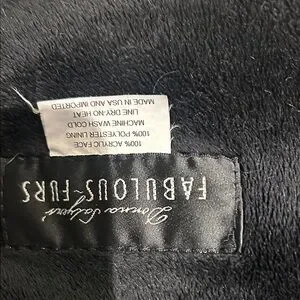 Donna Salyers'
FABULOUS~FURS
100% ACRYLIC FACE
100% POLYESTER LINING
MACHINE WASH COLD
LINE DRY-NO HEAT
MADE IN USA AND IMPORTED